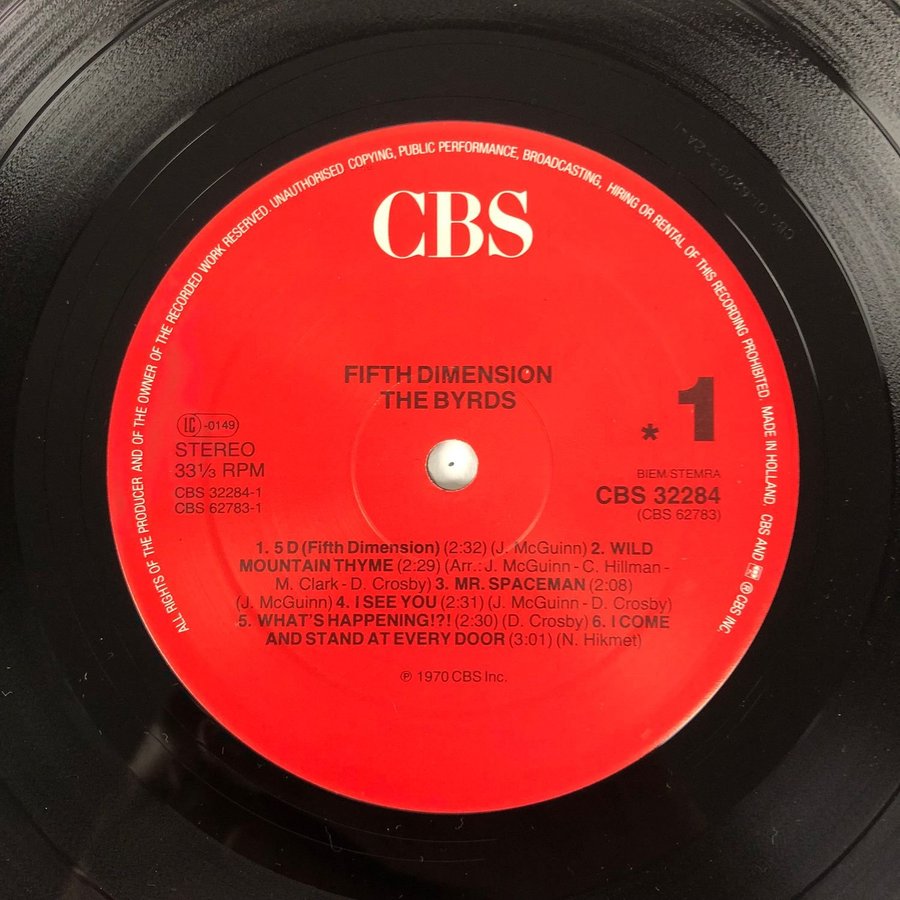 ALL RIGHTS OF THE PRODUCER AND OF THE OWNER OF THE RECORDED WORK RESERVED. UNAUTHORISED COPYING, PUBLIC PERFORMANCE, BROADCASTING, HIRING OR RENTAL OF THIS RECORDING PROHIBITED. MADE IN HOLLAND. CBS AND ℗ CBS INC.
CBS
FIFTH DIMENSION
THE BYRDS
LC -0149
STEREO
33⅓ RPM
CBS 32284-1
CBS 62783-1
* 1
BIEM/STEMRA
CBS 32284
(CBS 62783)
1. 5 D (Fifth Dimension) (2:32) (J. McGuinn) 2. WILD
MOUNTAIN THYME (2:29) (Arr.: J. McGuinn - C. Hillman -
M. Clark - D. Crosby) 3. MR. SPACEMAN (2:08)
(J. McGuinn) 4. I SEE YOU (2:31) (J. McGuinn - D. Crosby)
5. WHAT'S HAPPENING!?! (2:30) (D. Crosby) 6. I COME
AND STAND AT EVERY DOOR (3:01) (N. Hikmet)
℗ 1970 CBS Inc.